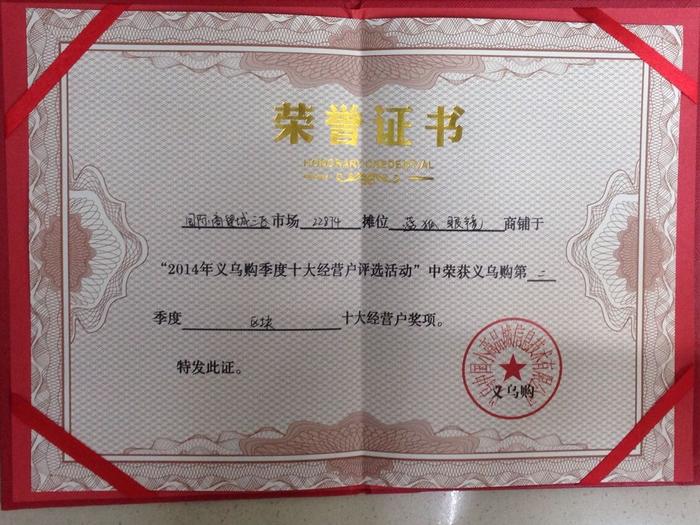 荣誉证书
HONORARY CREDENTIAL
国际商贸城三区市场 22874 摊位 蓝狐眼镜 商铺于
“2014年义乌购季度十大经营户评选活动”中荣获义乌购第三
季度 区块 十大经营户奖项。
特发此证。
义乌购